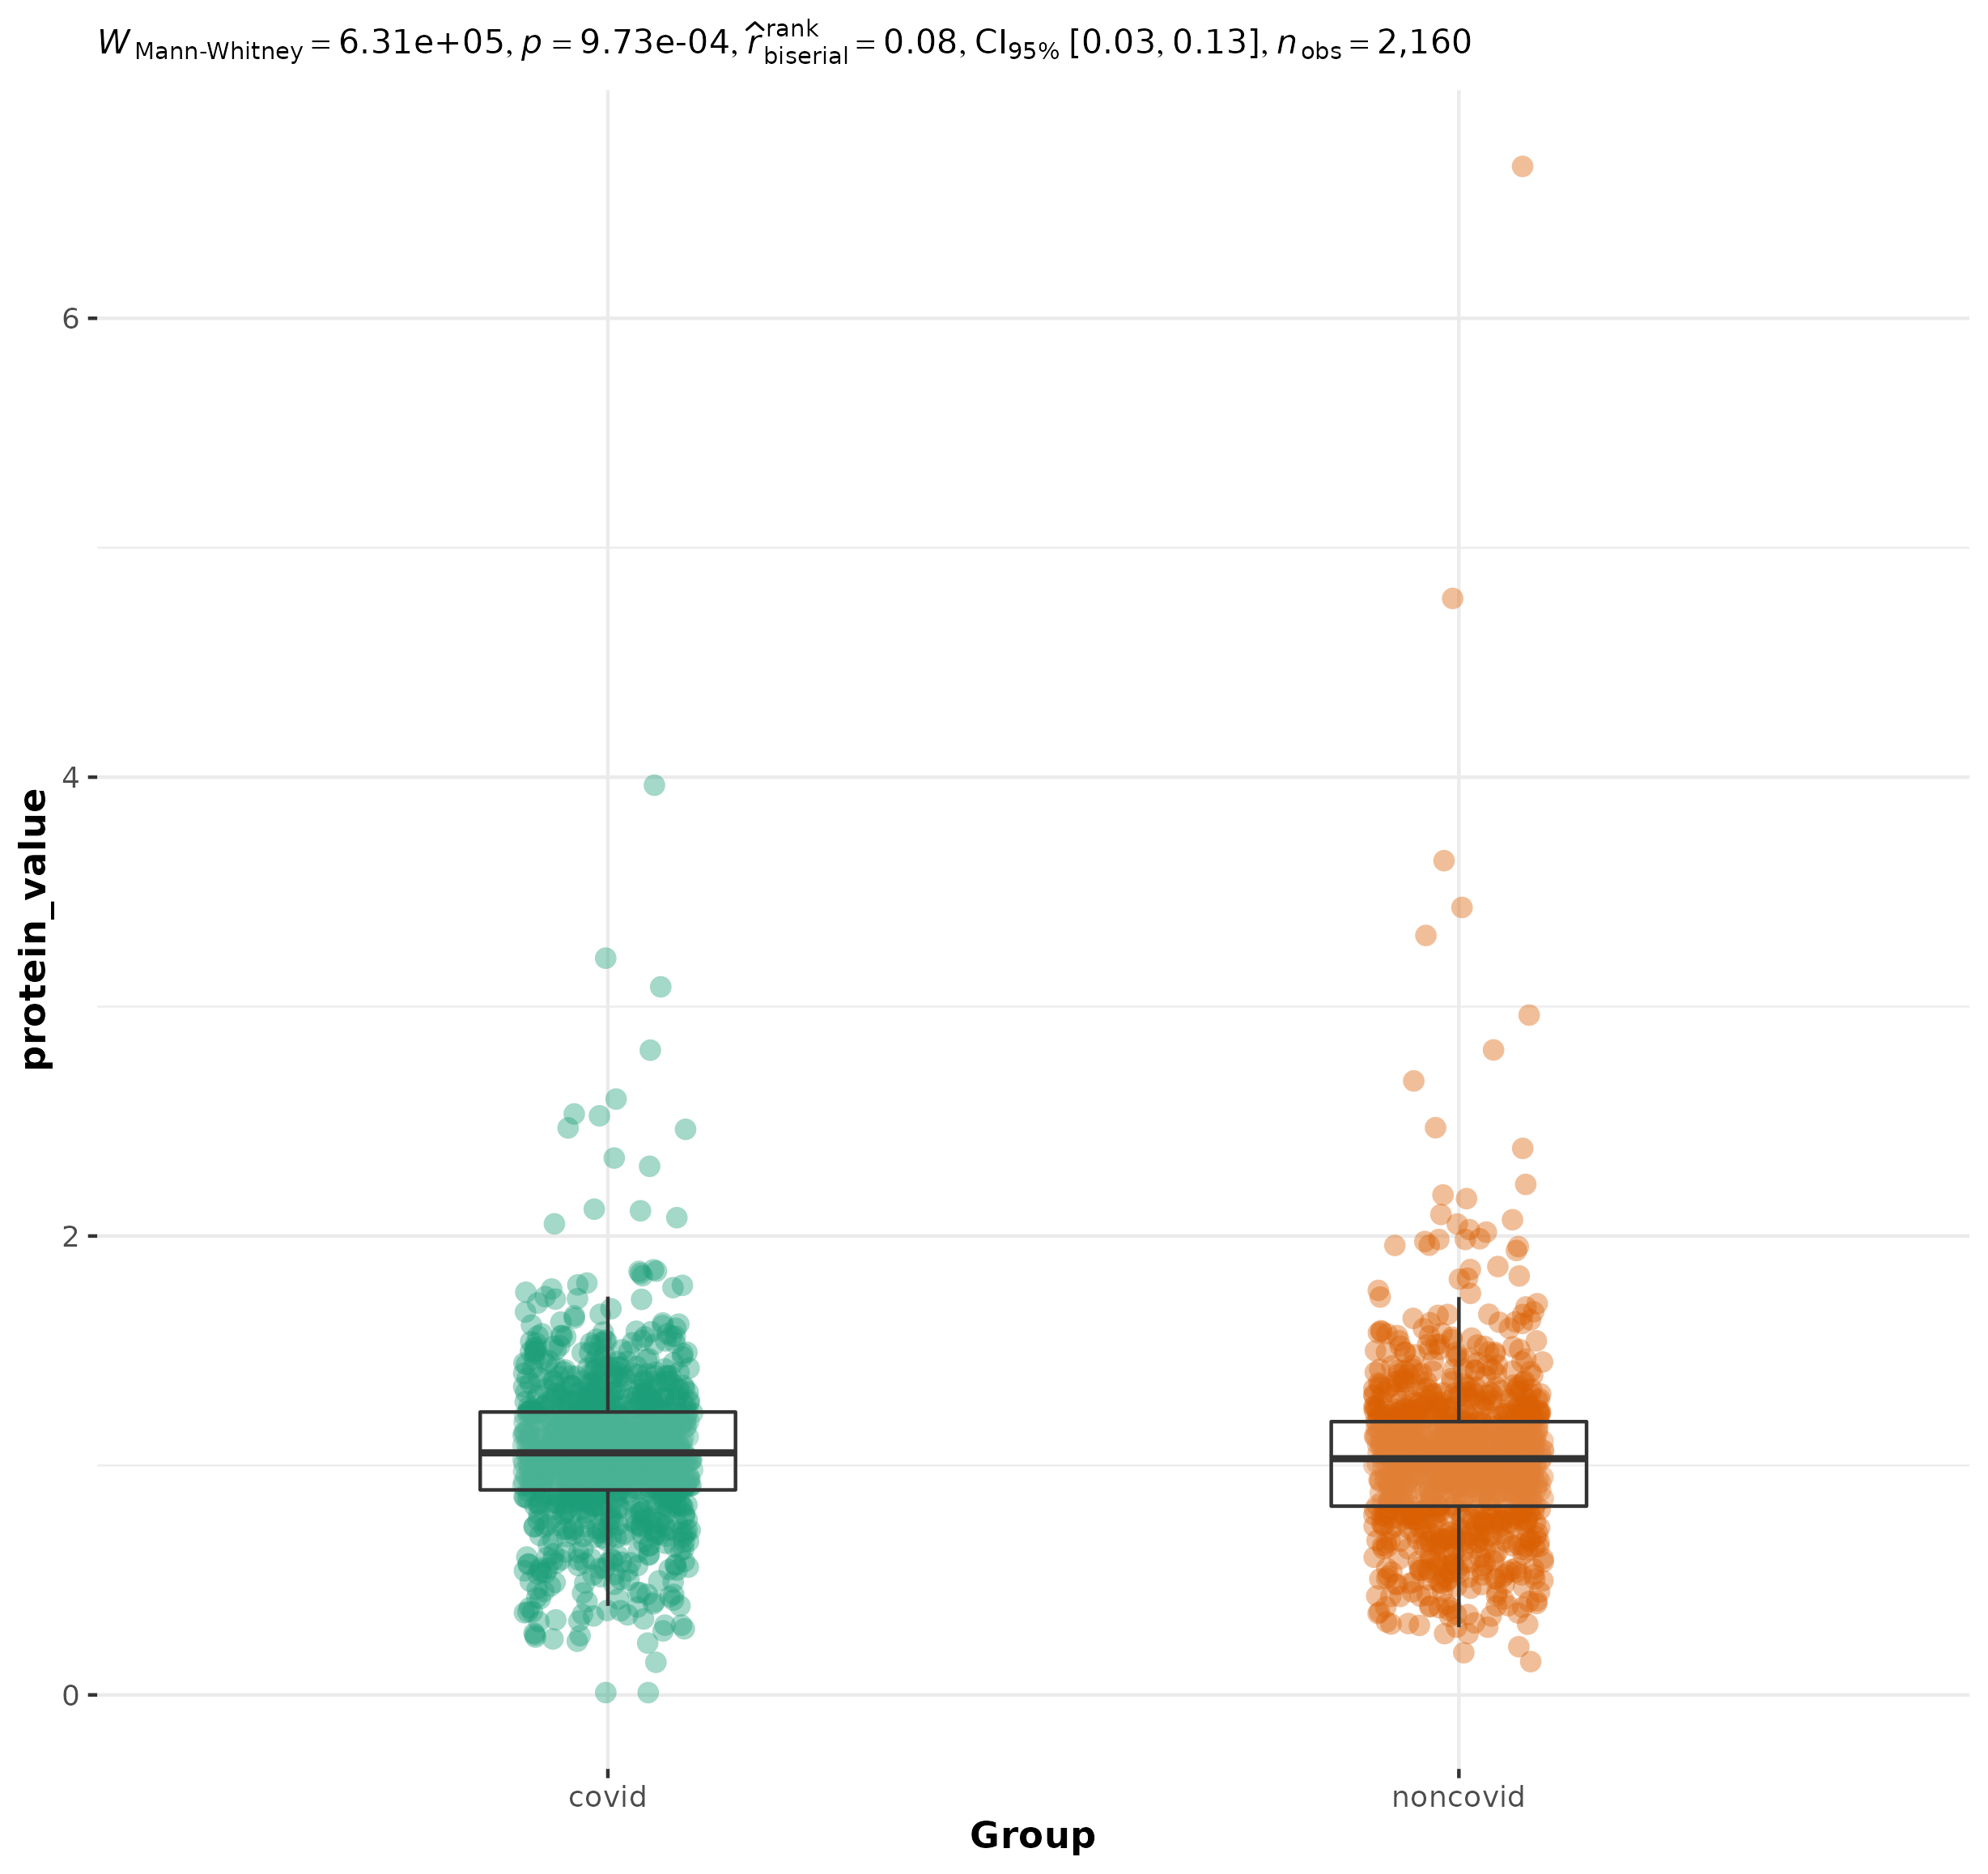 W Mann-Whitney = 6.31e+05, p = 9.73e-04, r̂ rank biserial = 0.08, CI95% [0.03, 0.13], n obs = 2,160
6
4
2
0
protein_value
covid noncovid
Group